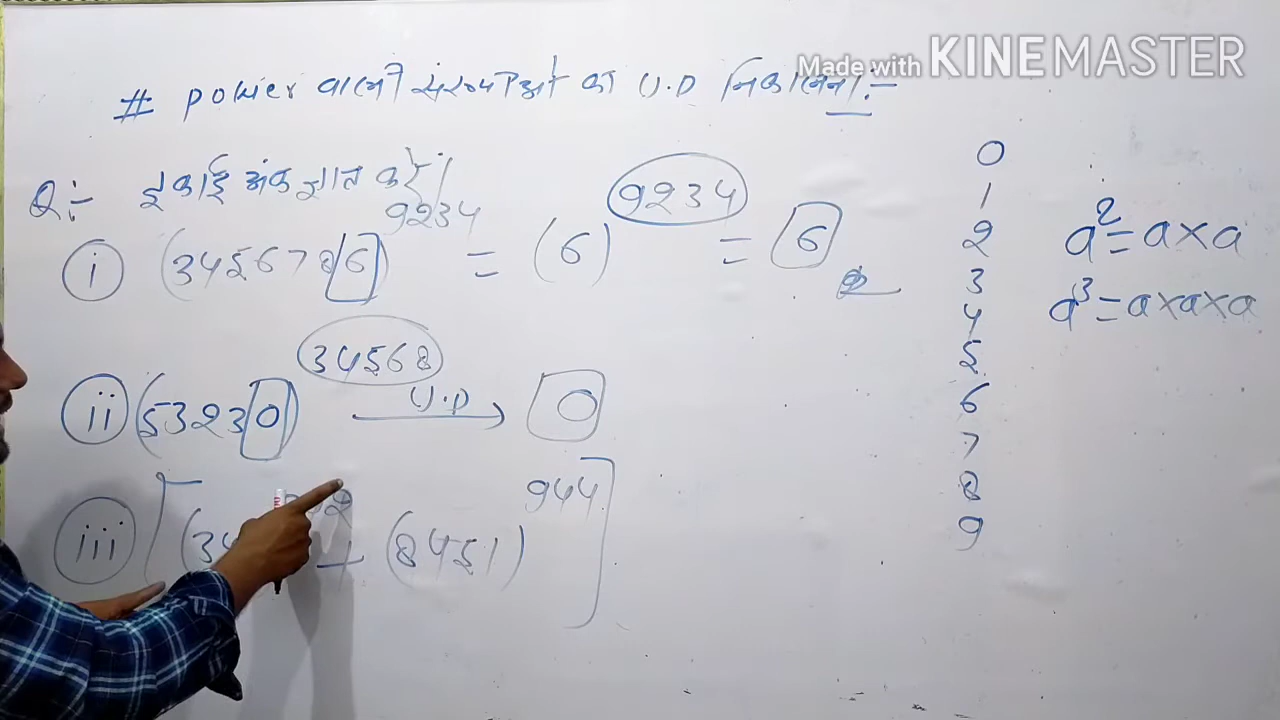 Made with KINEMASTER
# power वाली संख्याओं का U.D निकालना :-
Q:- इकाई अंक ज्ञात करें।
(i) (3456786)^9234 = (6)^9234 = 6
(ii) (53230)^34568 U.D → 0
(iii) [(34 + (8451)^944]
0
1
2
3
4
5
6
7
8
9
a² = a×a
a³ = a×a×a